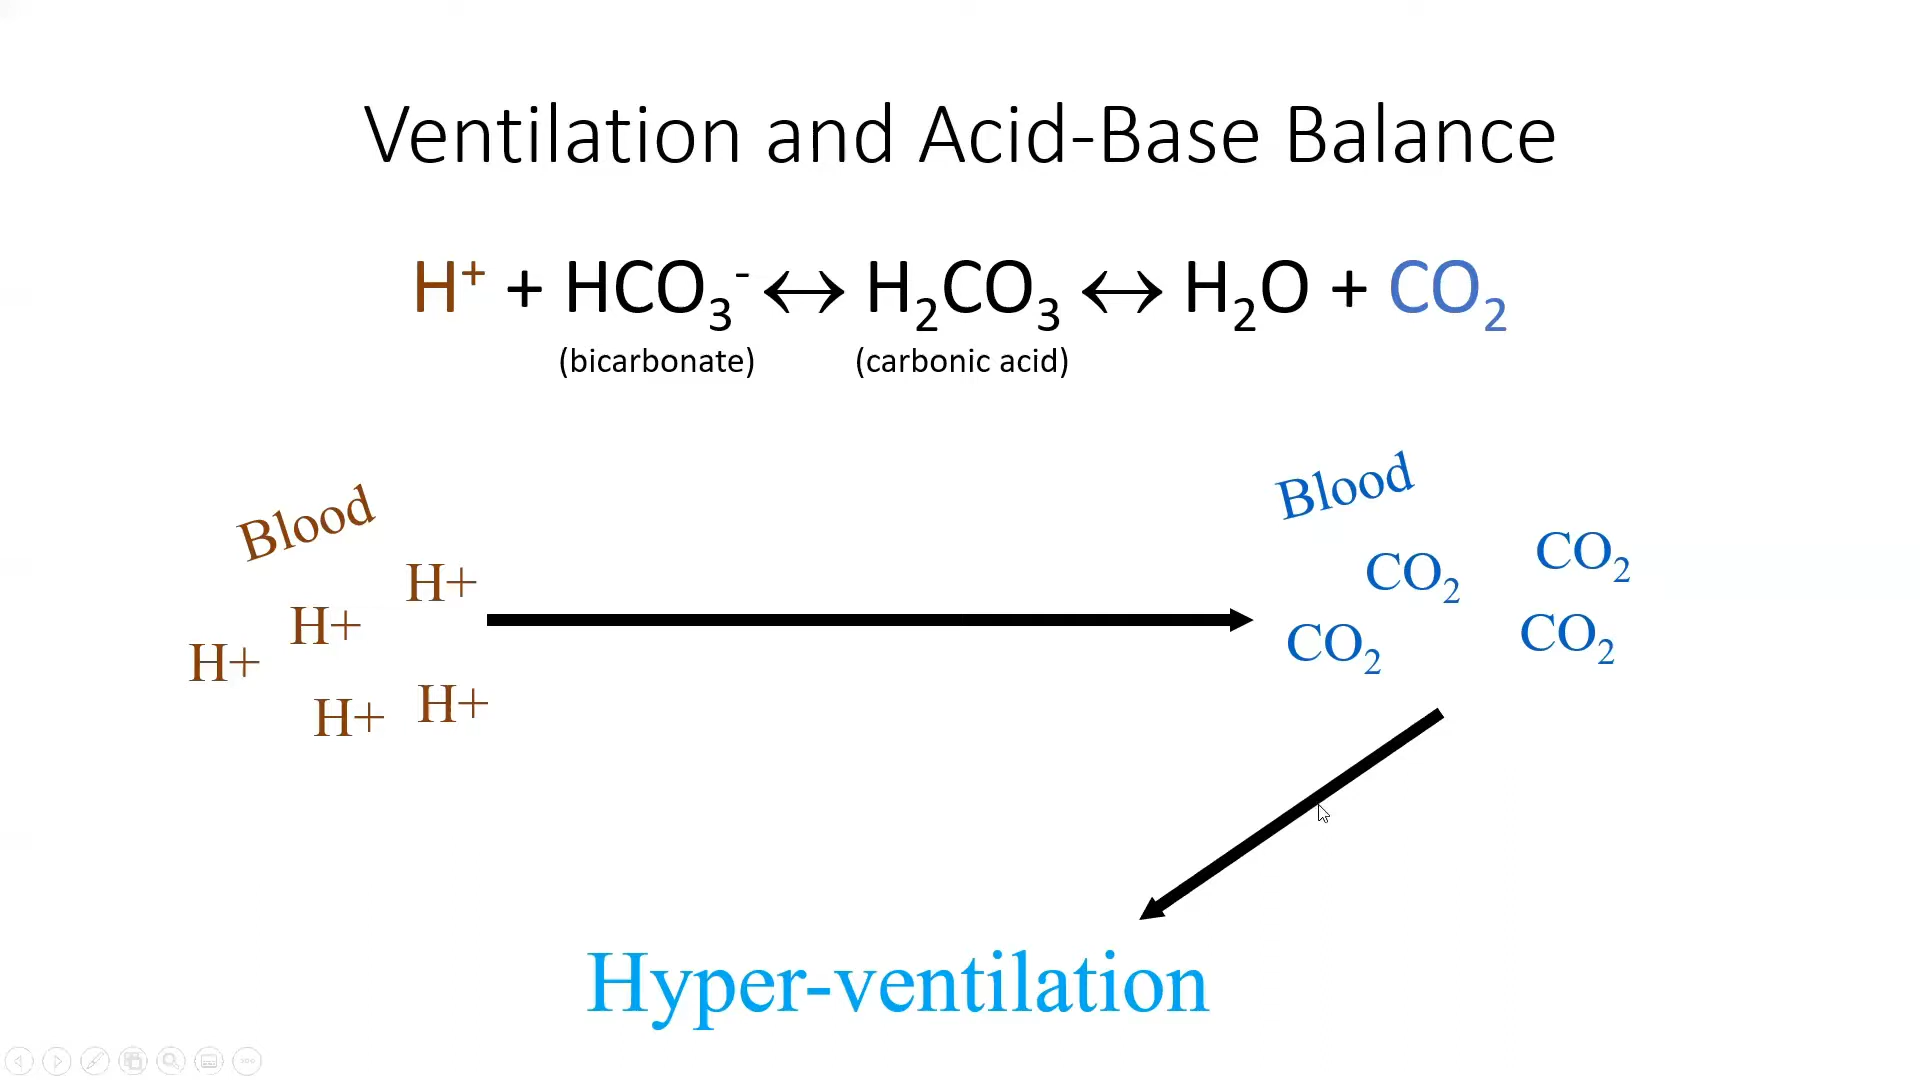 Ventilation and Acid-Base Balance
H⁺ + HCO₃⁻ ↔ H₂CO₃ ↔ H₂O + CO₂
(bicarbonate) (carbonic acid)
Blood
H+
H+
H+
H+
H+
Blood
CO₂
CO₂
CO₂
CO₂
Hyper-ventilation